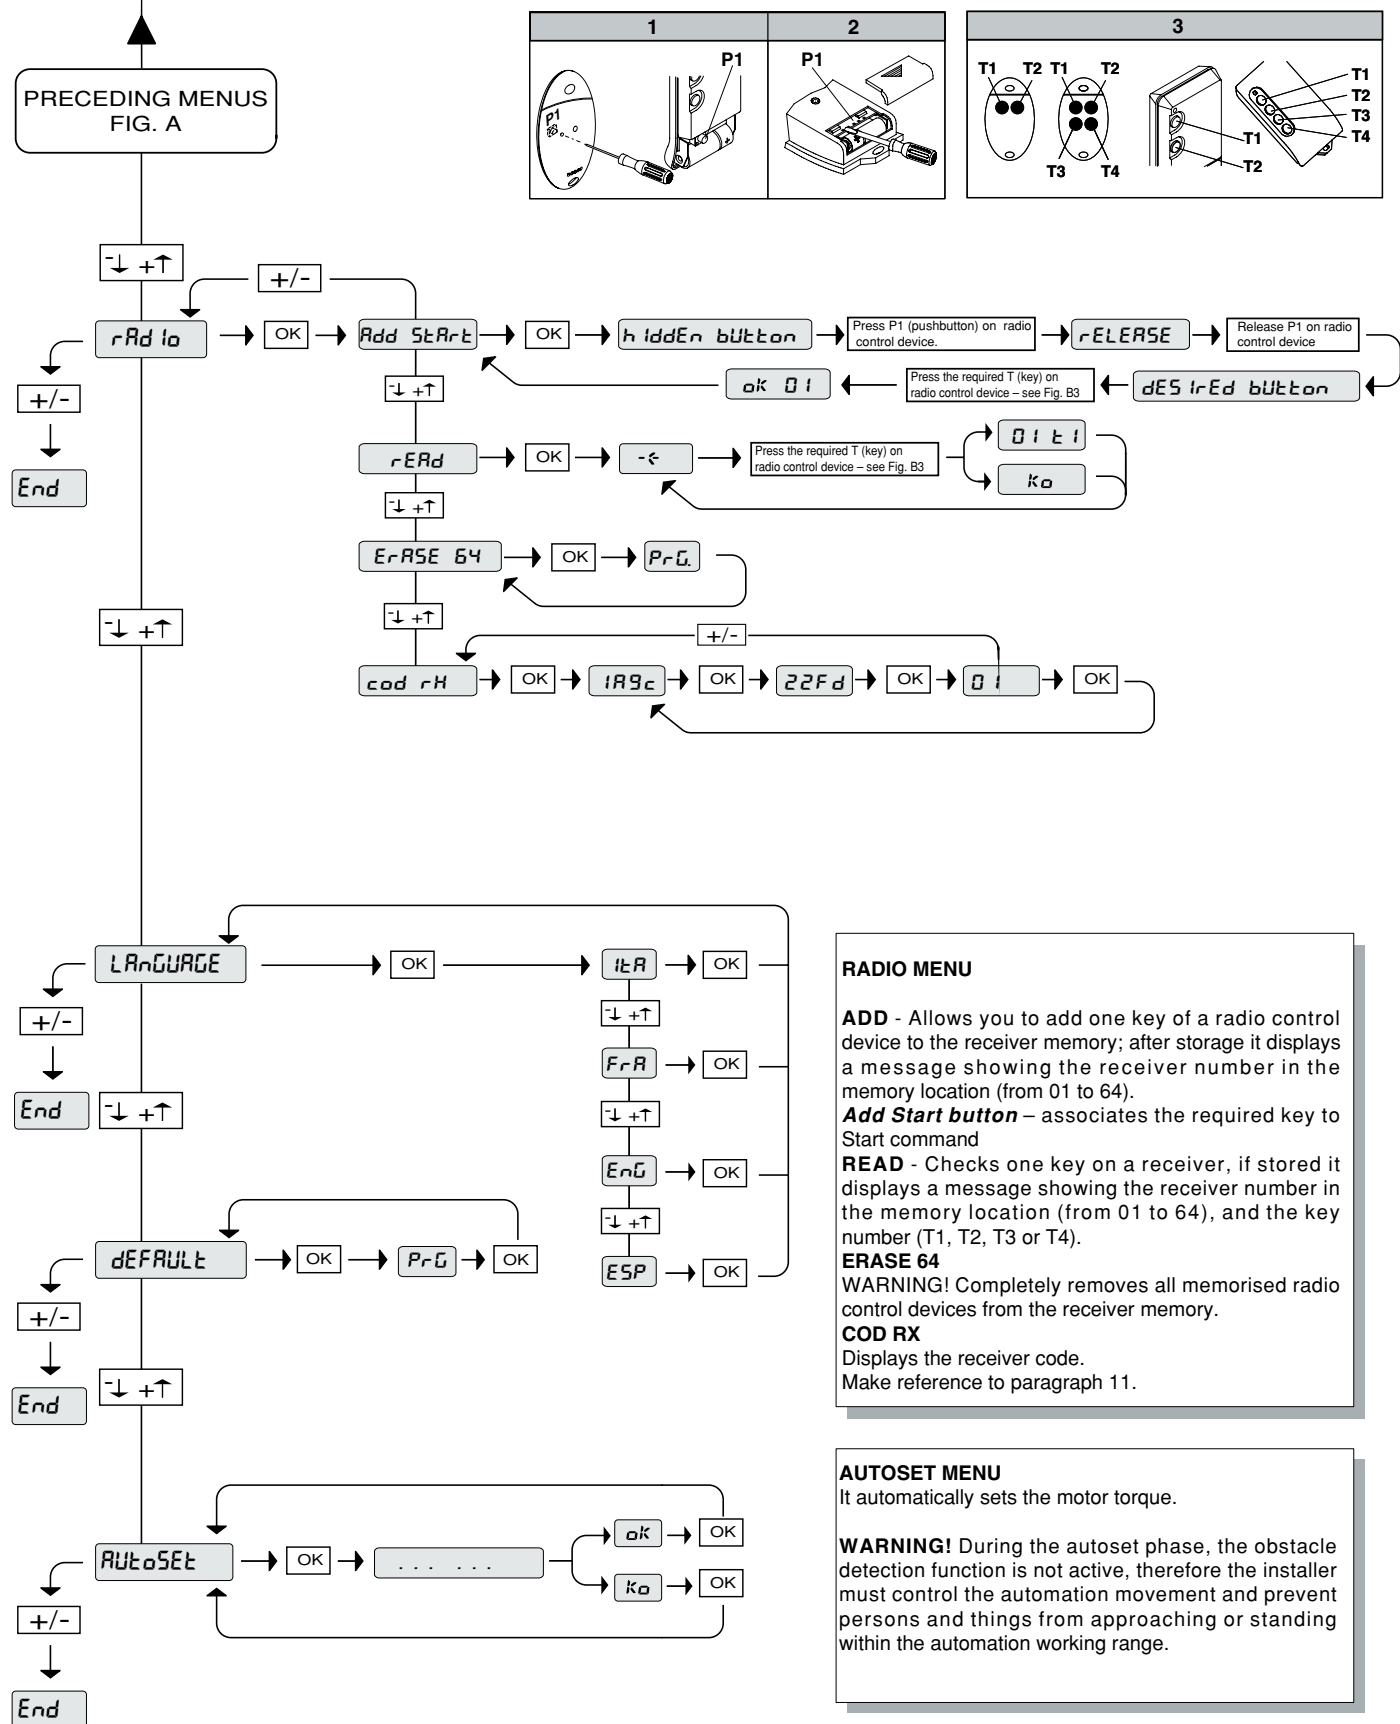 PRECEDING MENUS
FIG. A
1
2
P1
P1
P1
3
T1
T2
T1
T2
T3
T4
T1
T2
T1
T2
T3
T4
-↓ +↑
+/-
rAdIo
OK
Add StArt
OK
hIddEn bUtton
Press P1 (pushbutton) on radio
control device.
rELEASE
Release P1 on radio
control device
+/-
End
-↓ +↑
oK 01
Press the required T (key) on
radio control device – see Fig. B3
dESIrEd bUtton
rEAd
OK
-<-
Press the required T (key) on
radio control device – see Fig. B3
01 t1
Ko
-↓ +↑
ErASE 64
OK
PrG.
-↓ +↑
-↓ +↑
+/-
cod rH
OK
1A9c
OK
22Fd
OK
01
OK
LAnGUAGE
OK
ItA
OK
+/-
-↓ +↑
FrA
OK
End
-↓ +↑
-↓ +↑
EnG
OK
-↓ +↑
ESP
OK
dEFAULt
OK
PrG
OK
+/-
End
-↓ +↑
AUtoSEt
OK
... ...
oK
OK
Ko
OK
+/-
End
RADIO MENU
ADD - Allows you to add one key of a radio control
device to the receiver memory; after storage it displays
a message showing the receiver number in the
memory location (from 01 to 64).
Add Start button – associates the required key to
Start command
READ - Checks one key on a receiver, if stored it
displays a message showing the receiver number in
the memory location (from 01 to 64), and the key
number (T1, T2, T3 or T4).
ERASE 64
WARNING! Completely removes all memorised radio
control devices from the receiver memory.
COD RX
Displays the receiver code.
Make reference to paragraph 11.
AUTOSET MENU
It automatically sets the motor torque.
WARNING! During the autoset phase, the obstacle
detection function is not active, therefore the installer
must control the automation movement and prevent
persons and things from approaching or standing
within the automation working range.